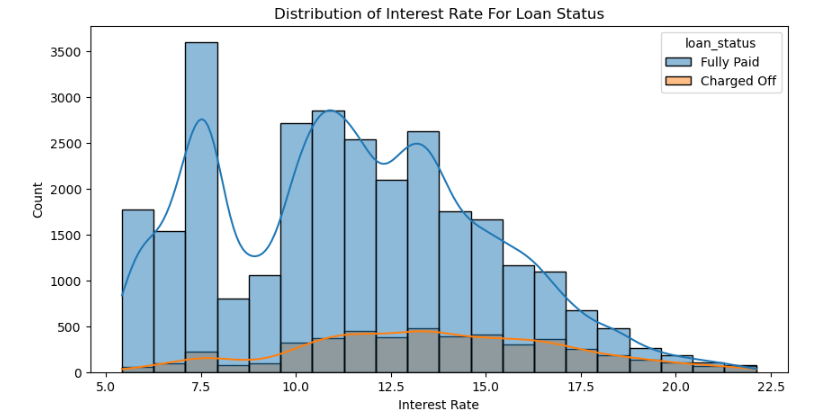 Distribution of Interest Rate For Loan Status
loan_status
Fully Paid
Charged Off
Count
3500
3000
2500
2000
1500
1000
500
0
5.0 7.5 10.0 12.5 15.0 17.5 20.0 22.5
Interest Rate